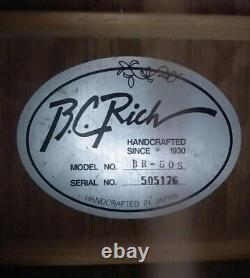 B.C. Rich
HANDCRAFTED
SINCE 1930
MODEL NO. BR-60S
SERIAL NO. 505176
HANDCRAFTED IN JAPAN